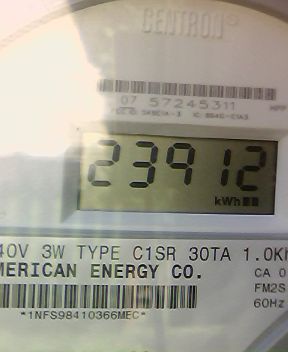 CENTRON®
07 57245311
23912
kWh
40V 3W TYPE C1SR 30TA 1.0Kh
MERICAN ENERGY CO.
CA 0
FM2S
60Hz
*1NFS98410366MEC*